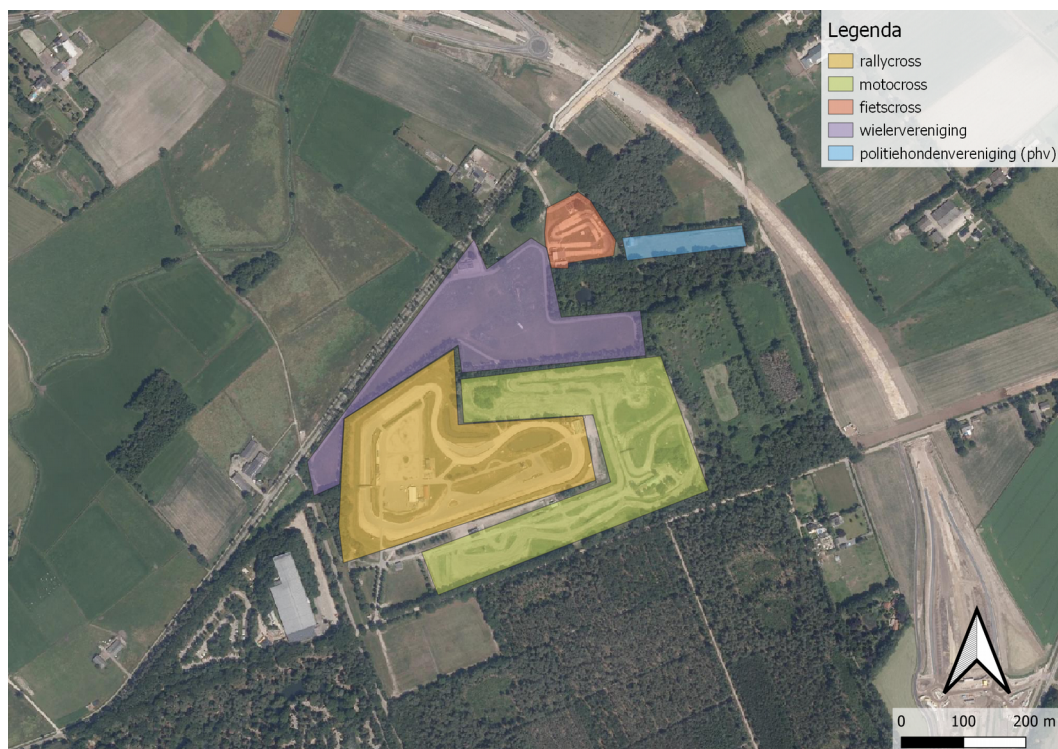 Legenda
rallycross
motocross
fietscross
wielervereniging
politiehondenvereniging (phv)
0 100 200 m